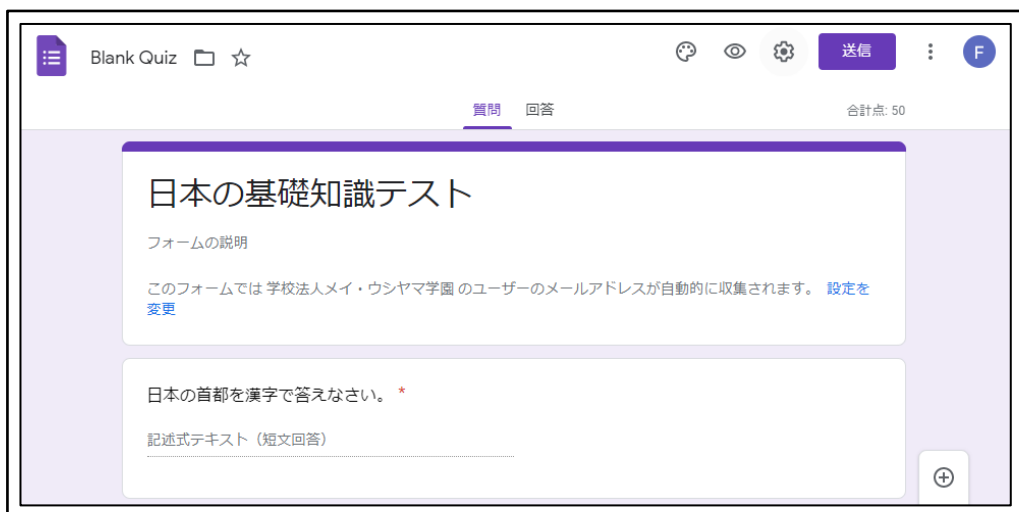 Blank Quiz
送信
F
質問 回答
合計点: 50
日本の基礎知識テスト
フォームの説明
このフォームでは 学校法人メイ・ウシヤマ学園 のユーザーのメールアドレスが自動的に収集されます。 設定を
変更
日本の首都を漢字で答えなさい。 *
記述式テキスト（短文回答）